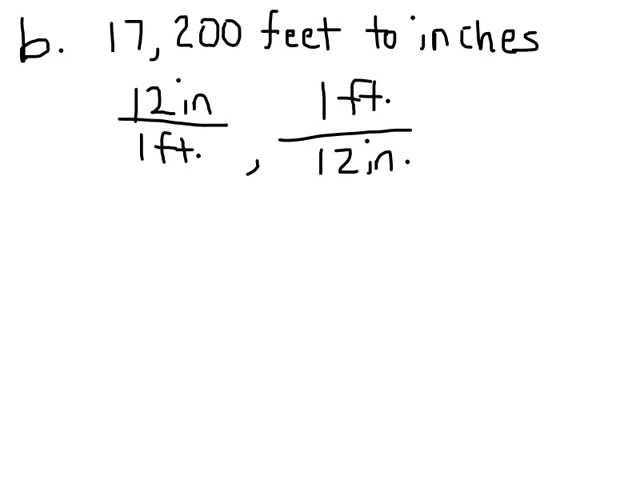 b. 17,200 feet to inches
12in / 1ft. , 1ft. / 12in.